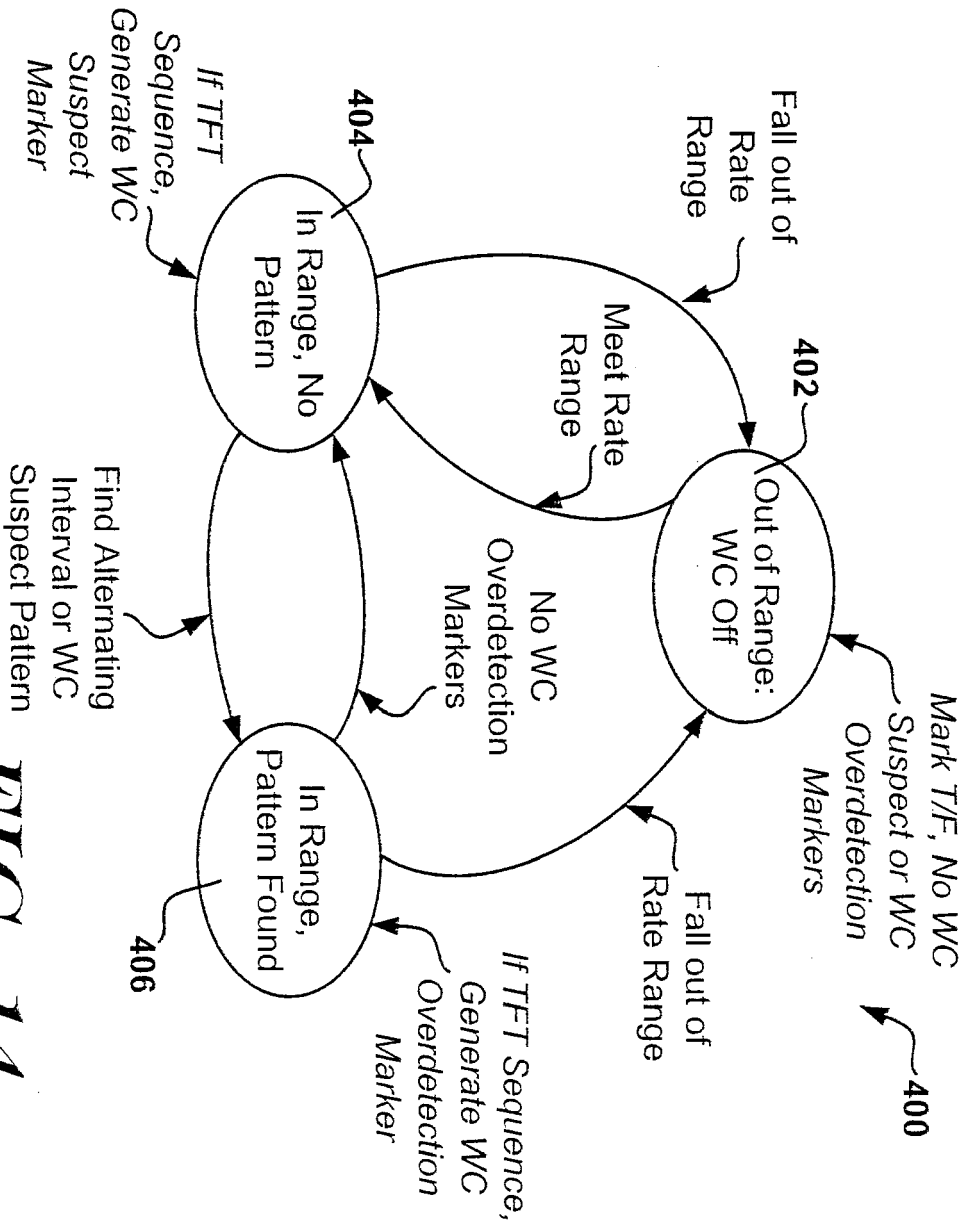 400
Mark T/F, No WC
Suspect or WC
Overdetection
Markers
402
Out of Range:
WC Off
Fall out of
Rate
Range
Meet Rate
Range
Fall out of
Rate Range
No WC
Overdetection
Markers
404
In Range, No
Pattern
If TFT
Sequence,
Generate WC
Suspect
Marker
In Range,
Pattern Found
406
If TFT Sequence,
Generate WC
Overdetection
Marker
Find Alternating
Interval or WC
Suspect Pattern